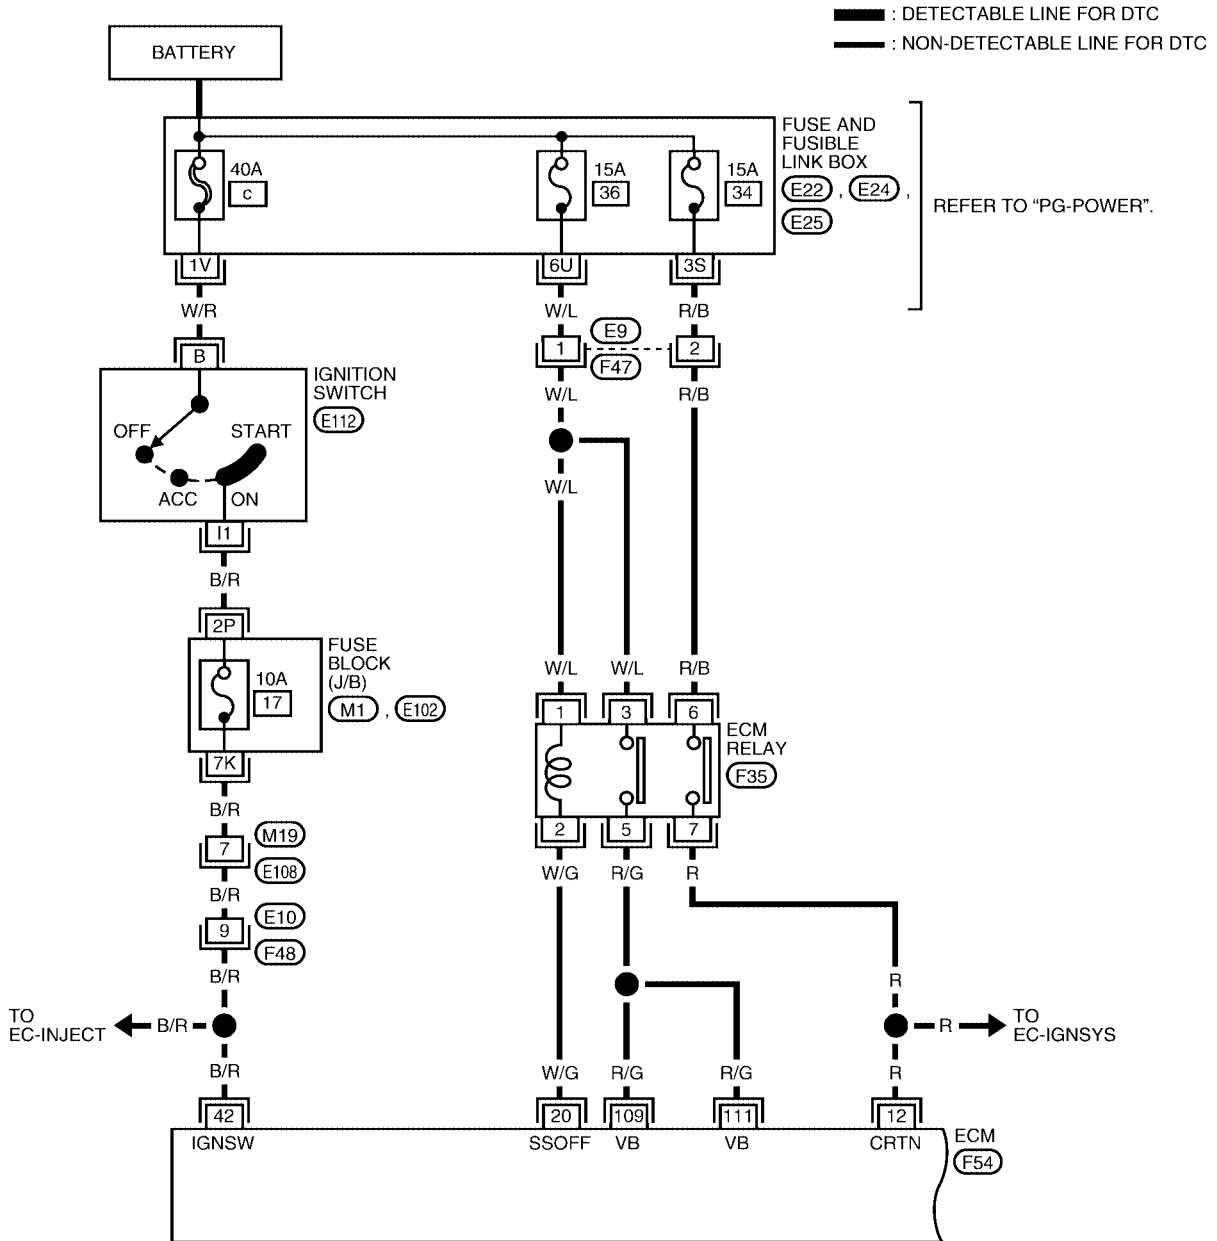 : DETECTABLE LINE FOR DTC
: NON-DETECTABLE LINE FOR DTC
BATTERY
FUSE AND
FUSIBLE
LINK BOX
E22 , E24 ,
E25
REFER TO “PG-POWER”.
40A
c
15A
36
15A
34
1V
6U
3S
W/R
W/L
R/B
E9
1
2
F47
B
W/L
R/B
IGNITION
SWITCH
E112
OFF
START
ACC
ON
W/L
I1
B/R
2P
FUSE
BLOCK
(J/B)
M1 , E102
10A
17
W/L
W/L
R/B
1
3
6
ECM
RELAY
F35
7K
B/R
2
5
7
M19
7
E108
W/G
R/G
R
B/R
E10
9
F48
B/R
R
TO
EC-INJECT
B/R
R
TO
EC-IGNSYS
B/R
W/G
R/G
R/G
R
42
20
109
111
12
IGNSW
SSOFF
VB
VB
CRTN
ECM
F54